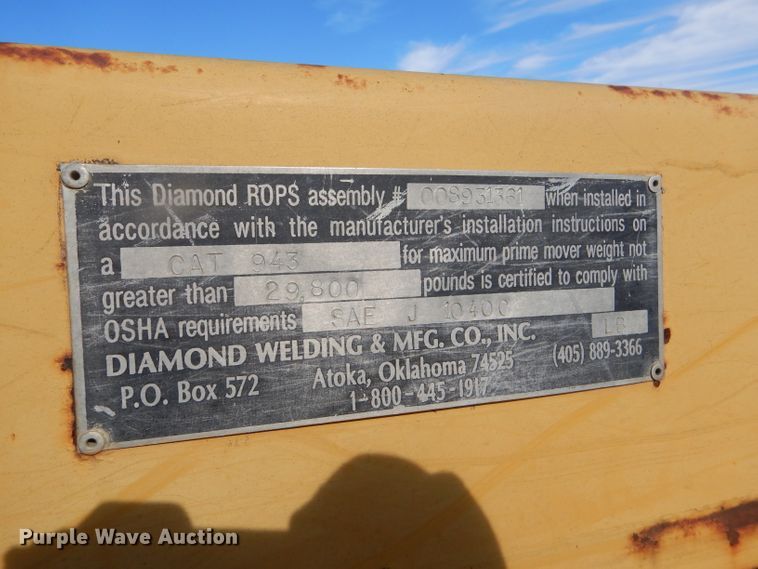 This Diamond ROPS assembly # 008931361 when installed in
accordance with the manufacturer's installation instructions on
a CAT 943 for maximum prime mover weight not
greater than 29,800 pounds is certified to comply with
OSHA requirements SAE J 1040C LB
DIAMOND WELDING & MFG. CO., INC.
P.O. Box 572 Atoka, Oklahoma 74525 (405) 889-3366
1-800-445-1917
Purple Wave Auction